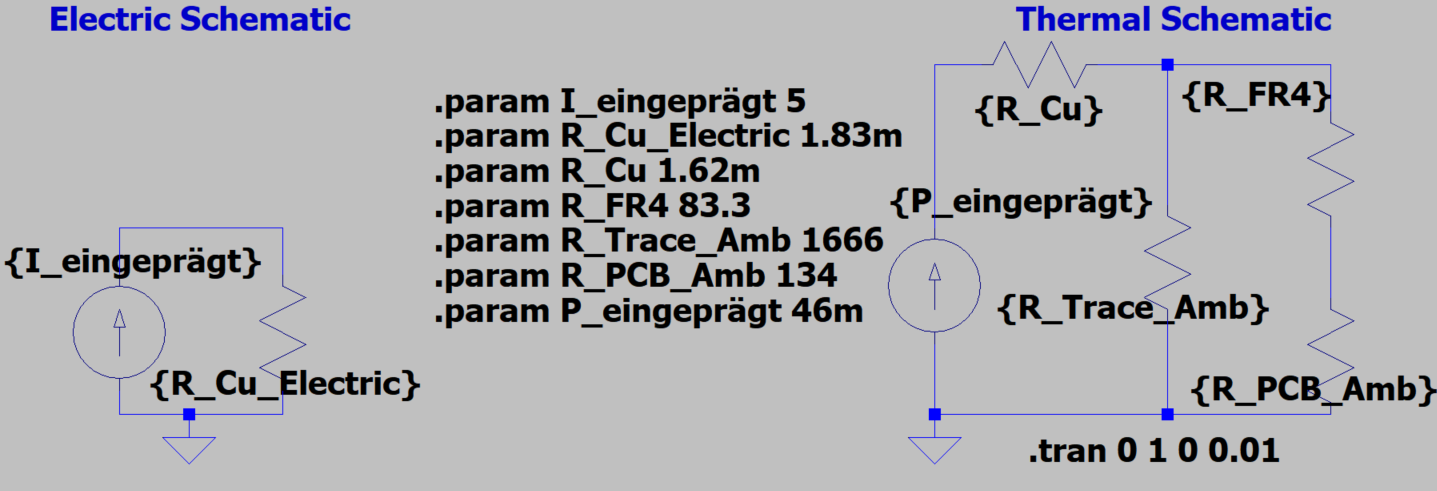 Electric Schematic
Thermal Schematic
.param I_eingeprägt 5
.param R_Cu_Electric 1.83m
.param R_Cu 1.62m
.param R_FR4 83.3
.param R_Trace_Amb 1666
.param R_PCB_Amb 134
.param P_eingeprägt 46m
{I_eingeprägt}
{R_Cu_Electric}
{R_Cu}
{R_FR4}
{P_eingeprägt}
{R_Trace_Amb}
{R_PCB_Amb}
.tran 0 1 0 0.01